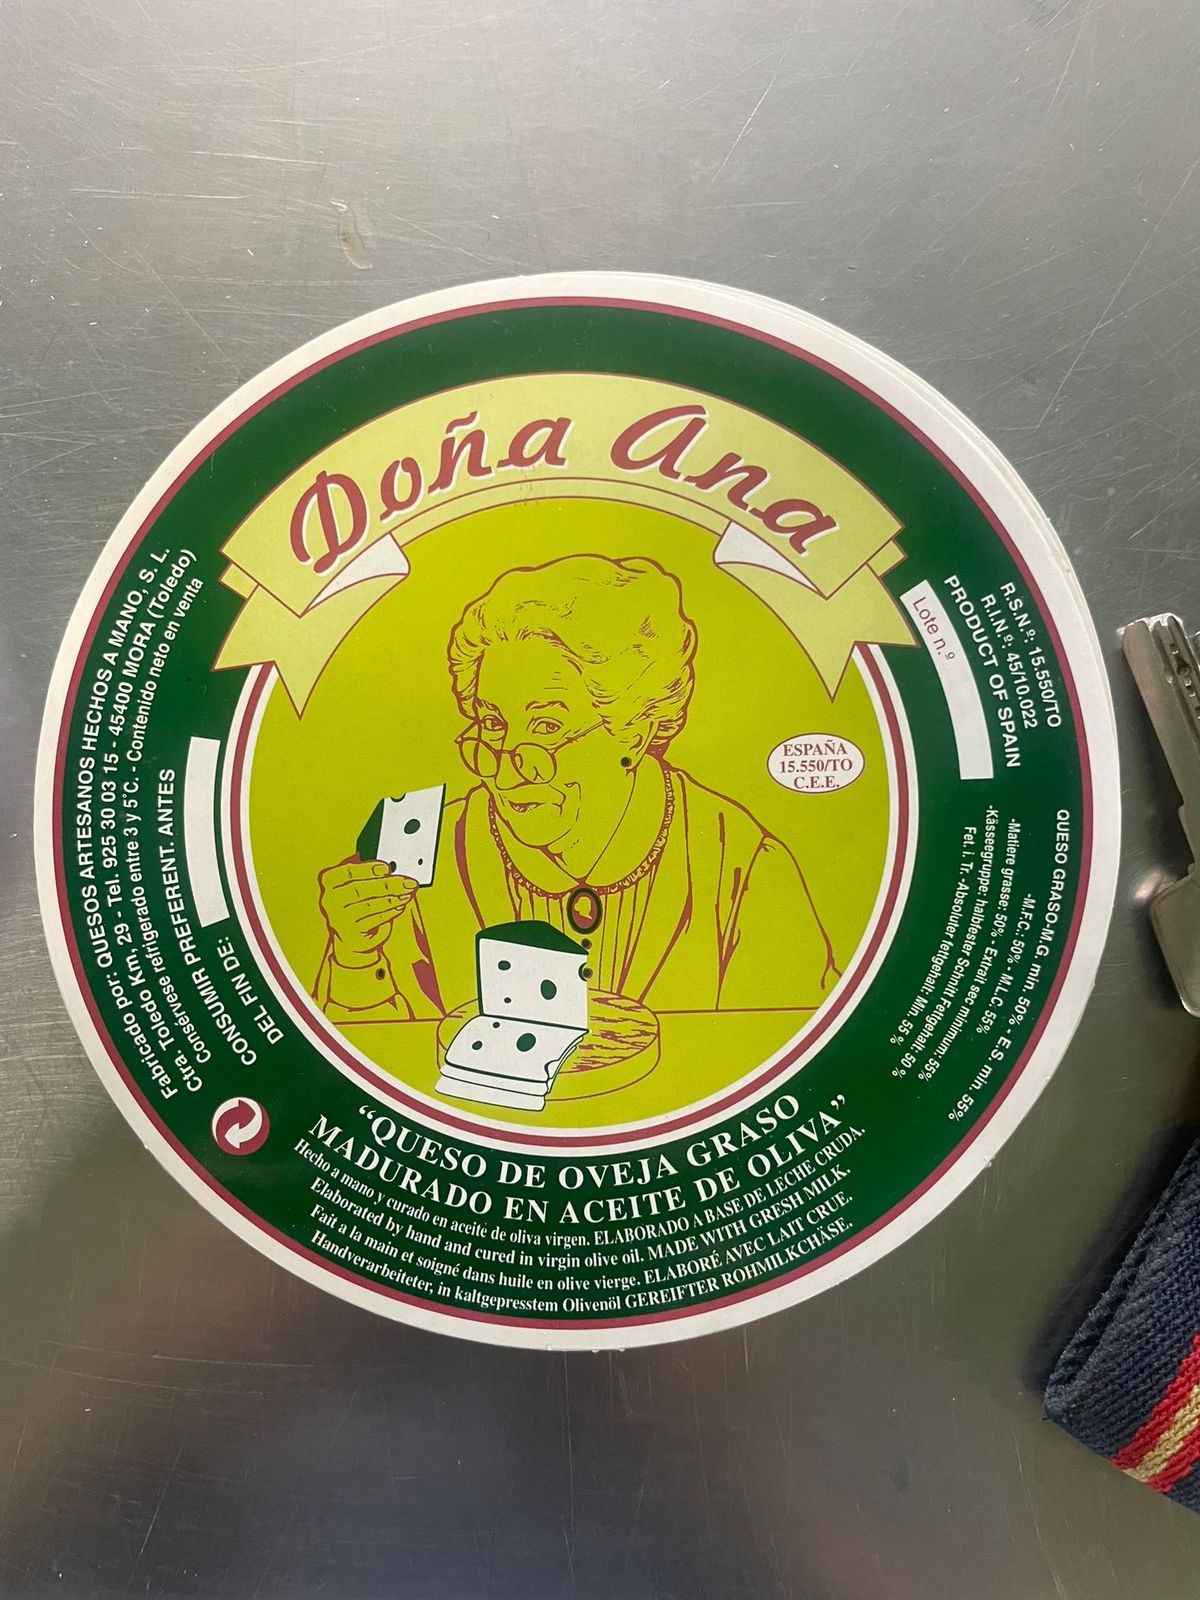 Doña Ana
Fabricado por: QUESOS ARTESANOS HECHOS A MANO, S. L.
Ctra. Toledo Km, 29 - Tel. 925 30 03 15 - 45400 MORA (Toledo)
Consérvese refrigerado entre 3 y 5°C. - Contenido neto en venta
CONSUMIR PREFERENT. ANTES
DEL FIN DE:
R.S.N.º: 15.550/TO
R.I.N.º: 45/10.022
PRODUCT OF SPAIN
Lote n.º
ESPAÑA
15.550/TO
C.E.E.
QUESO GRASO-M.G. min 50% - E.S. min. 55%
-M.F.C.: 50% - M.L.C: 55%
-Matiere grasse: 50% - Extrait sec minimum: 55%
-Kässeegruppe: halbfester Schnitt Fettgehalt: 50 %
Fet. i. Tr. -Absoluter fettgehalt: Min. 55 %
“QUESO DE OVEJA GRASO
MADURADO EN ACEITE DE OLIVA”
Hecho a mano y curado en aceite de oliva virgen. ELABORADO A BASE DE LECHE CRUDA.
Elaborated by hand and cured in virgin olive oil. MADE WITH GRESH MILK.
Fait a la main et soigné dans huile en olive vierge. ELABORÉ AVEC LAIT CRUE.
Handverarbeiteter, in kaltgepresstem Olivenöl GEREIFTER ROHMILKCHÄSE.